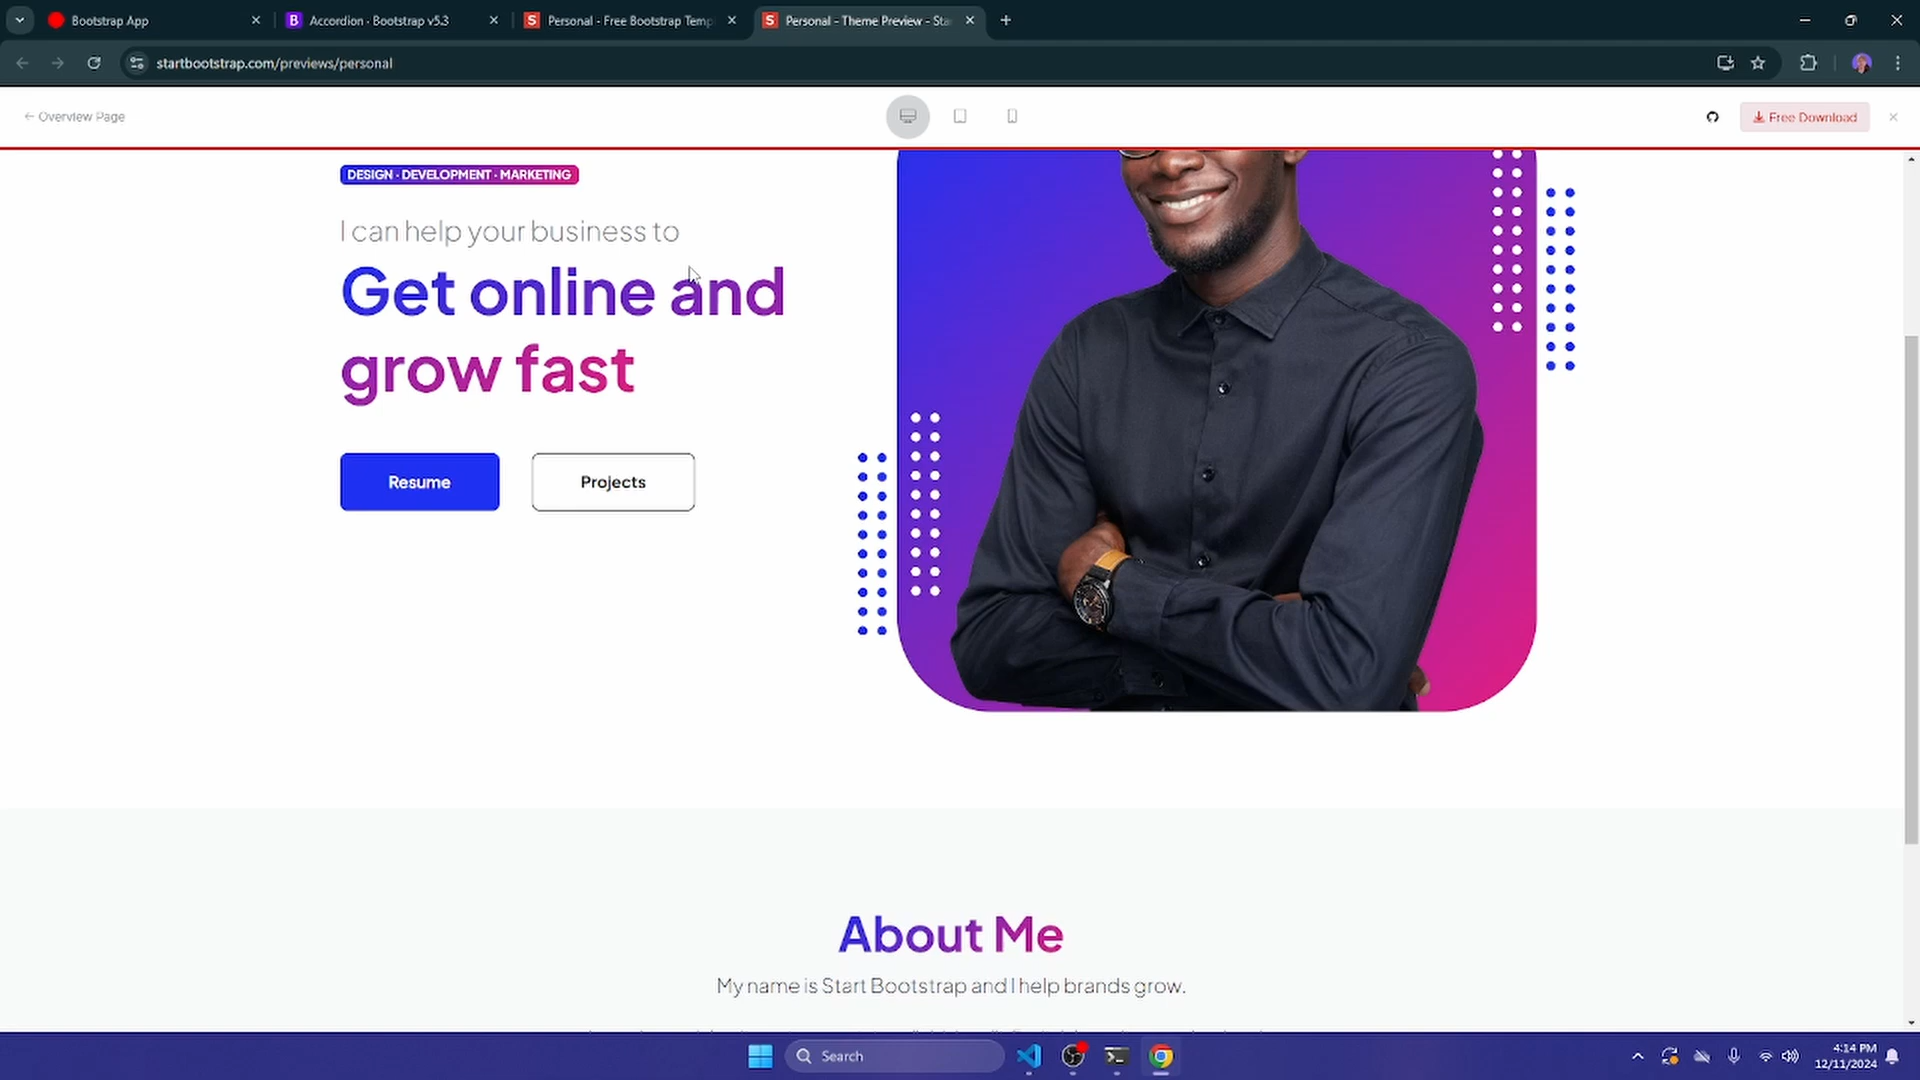 Bootstrap App
Accordion · Bootstrap v5.3
Personal - Free Bootstrap Temp
Personal - Theme Preview - Sta
startbootstrap.com/previews/personal
← Overview Page
Free Download
DESIGN · DEVELOPMENT · MARKETING
I can help your business to
Get online and
grow fast
Resume
Projects
About Me
My name is Start Bootstrap and I help brands grow.
Search
4:14 PM
12/11/2024